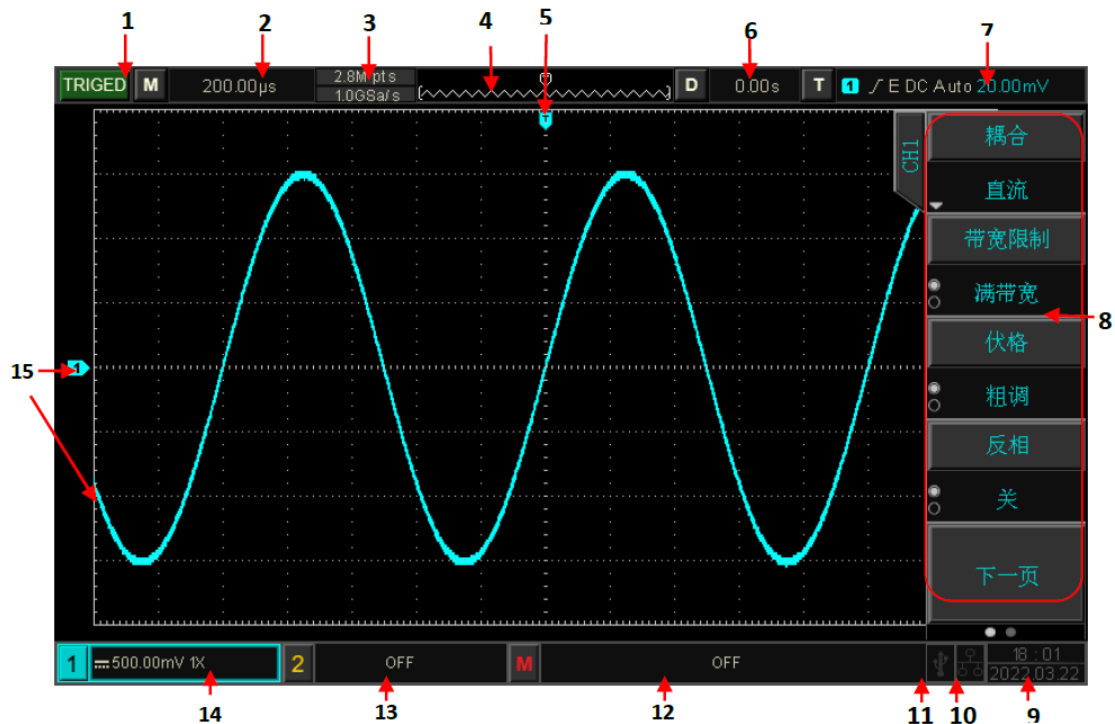 1 2 3 4 5 6 7
TRIGED M 200.00μs 2.8M pts D 0.00s T 1 E DC Auto 20.00mV
1.0GSa/s
T
CH1
耦合
直流
带宽限制
满带宽
8
伏格
1
15
粗调
反相
关
下一页
1 500.00mV 1X 2 OFF M OFF 18:01
2022.03.22
14 13 12 11 10 9